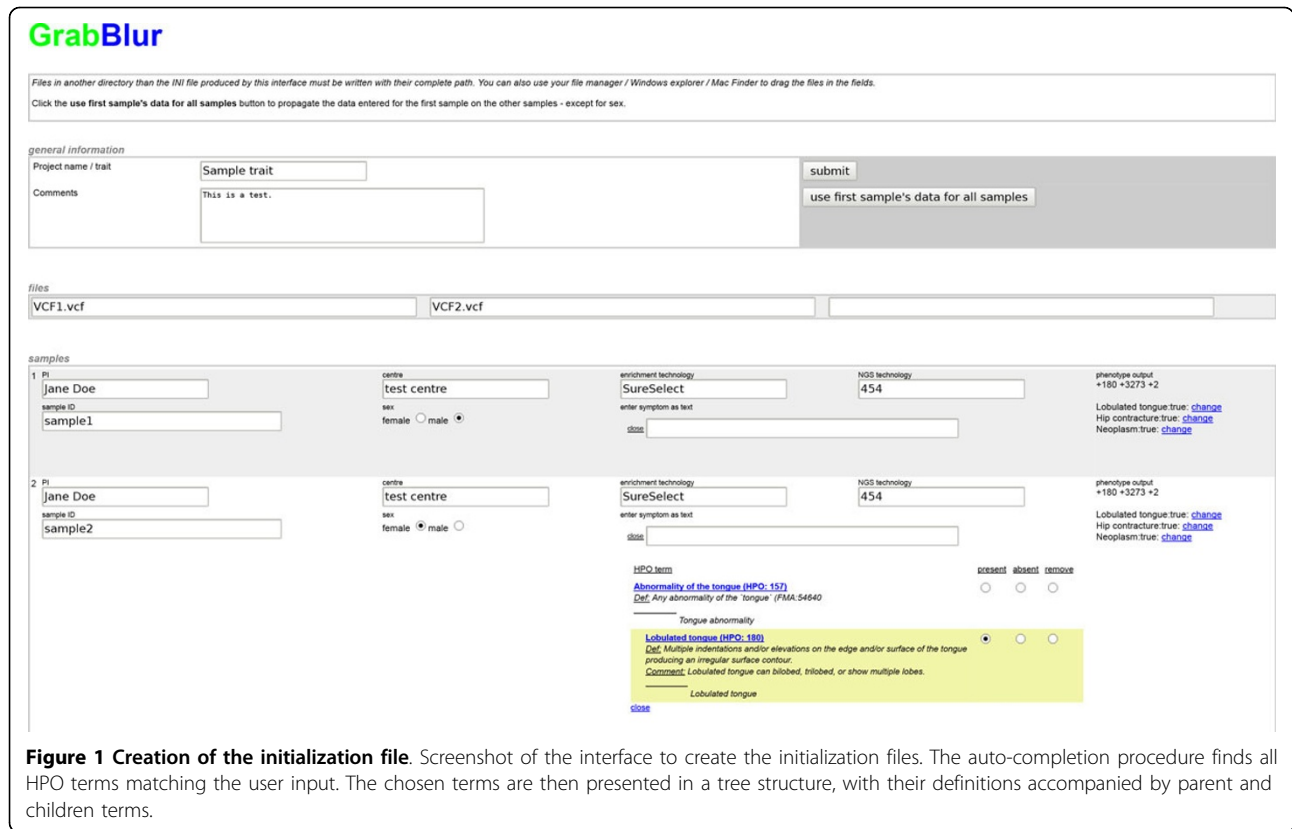 GrabBlur
Files in another directory than the INI file produced by this interface must be written with their complete path. You can also use your file manager / Windows explorer / Mac Finder to drag the files in the fields.
Click the use first sample's data for all samples button to propagate the data entered for the first sample on the other samples - except for sex.
general information
Project name / trait Sample trait submit
Comments This is a test. use first sample's data for all samples
files
VCF1.vcf VCF2.vcf
samples
1 PI centre enrichment technology NGS technology phenotype output
Jane Doe test centre SureSelect 454 +180 +3273 +2
sample ID sex enter symptom as text Lobulated tongue:true: change
sample1 female male close Hip contracture:true: change
Neoplasm:true: change
2 PI centre enrichment technology NGS technology phenotype output
Jane Doe test centre SureSelect 454 +180 +3273 +2
sample ID sex enter symptom as text Lobulated tongue:true: change
sample2 female male close Hip contracture:true: change
Neoplasm:true: change
HPO term present absent remove
Abnormality of the tongue (HPO: 157)
Def: Any abnormality of the `tongue` (FMA:54640
Tongue abnormality
Lobulated tongue (HPO: 180)
Def: Multiple indentations and/or elevations on the edge and/or surface of the tongue
producing an irregular surface contour.
Comment: Lobulated tongue can bilobed, trilobed, or show multiple lobes.
Lobulated tongue
close
Figure 1 Creation of the initialization file. Screenshot of the interface to create the initialization files. The auto-completion procedure finds all
HPO terms matching the user input. The chosen terms are then presented in a tree structure, with their definitions accompanied by parent and
children terms.